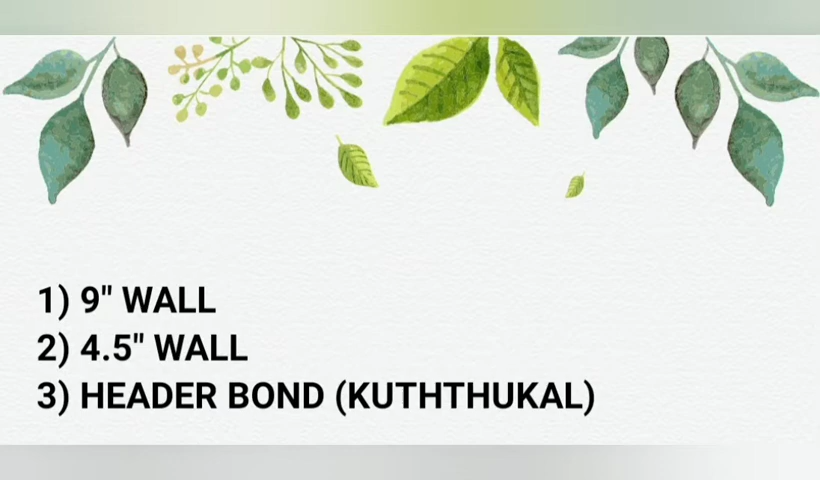 1) 9" WALL
2) 4.5" WALL
3) HEADER BOND (KUTHTHUKAL)